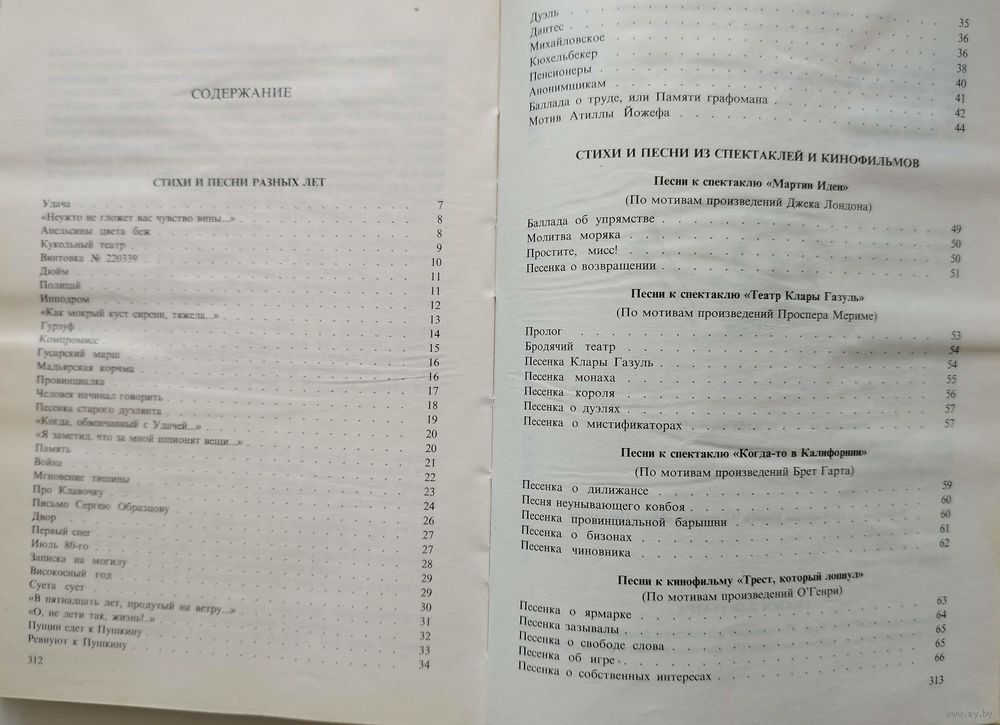 СОДЕРЖАНИЕ
СТИХИ И ПЕСНИ РАЗНЫХ ЛЕТ
Удача . . . 7
«Неужто не гложет вас чувство вины...» . . . 8
Апельсины цвета беж . . . 8
Кукольный театр . . . 9
Винтовка № 220339 . . . 10
Дюйм . . . 11
Полицай . . . 11
Ипподром . . . 12
«Как мокрый куст сирени, тяжела...» . . . 13
Гурзуф . . . 14
Компромисс . . . 15
Гусарский марш . . . 16
Мадьярская корчма . . . 16
Провинциалка . . . 17
Человек начинал говорить . . . 18
Песенка старого дуэлянта . . . 19
«Когда, обвенчанный с Удачей...» . . . 20
«Я заметил, что за мной шпионят вещи...» . . . 20
Память . . . 21
Война . . . 22
Мгновение тишины . . . 23
Про Клавочку . . . 24
Письмо Сергею Образцову . . . 26
Двор . . . 27
Первый снег . . . 27
Июль 80-го . . . 28
Записка на могилу . . . 29
Високосный год . . . 29
Суета сует . . . 30
«В пятнадцать лет, продутый на ветру...» . . . 31
«О, не лети так, жизнь!..» . . . 32
Пущин едет к Пушкину . . . 33
Ревнуют к Пушкину . . . 34
312
Дуэль . . . 35
Дантес . . . 36
Михайловское . . . 36
Кюхельбекер . . . 38
Пенсионеры . . . 40
Анонимщикам . . . 41
Баллада о труде, или Памяти графомана . . . 42
Мотив Атиллы Йожефа . . . 44
СТИХИ И ПЕСНИ ИЗ СПЕКТАКЛЕЙ И КИНОФИЛЬМОВ
Песни к спектаклю «Мартин Иден»
(По мотивам произведений Джека Лондона)
Баллада об упрямстве . . . 49
Молитва моряка . . . 50
Простите, мисс! . . . 50
Песенка о возвращении . . . 51
Песни к спектаклю «Театр Клары Газуль»
(По мотивам произведений Проспера Мериме)
Пролог . . . 53
Бродячий театр . . . 54
Песенка Клары Газуль . . . 54
Песенка монаха . . . 55
Песенка короля . . . 56
Песенка о дуэлях . . . 57
Песенка о мистификаторах . . . 57
Песни к спектаклю «Когда-то в Калифорнии»
(По мотивам произведений Брет Гарта)
Песенка о дилижансе . . . 59
Песня неунывающего ковбоя . . . 60
Песенка провинциальной барышни . . . 60
Песенка о бизонах . . . 61
Песенка чиновника . . . 62
Песни к кинофильму «Трест, который лопнул»
(По мотивам произведений О'Генри)
Песенка о ярмарке . . . 63
Песенка зазывалы . . . 64
Песенка о свободе слова . . . 65
Песенка об игре . . . 65
Песенка о собственных интересах . . . 66
313
www.ay.by